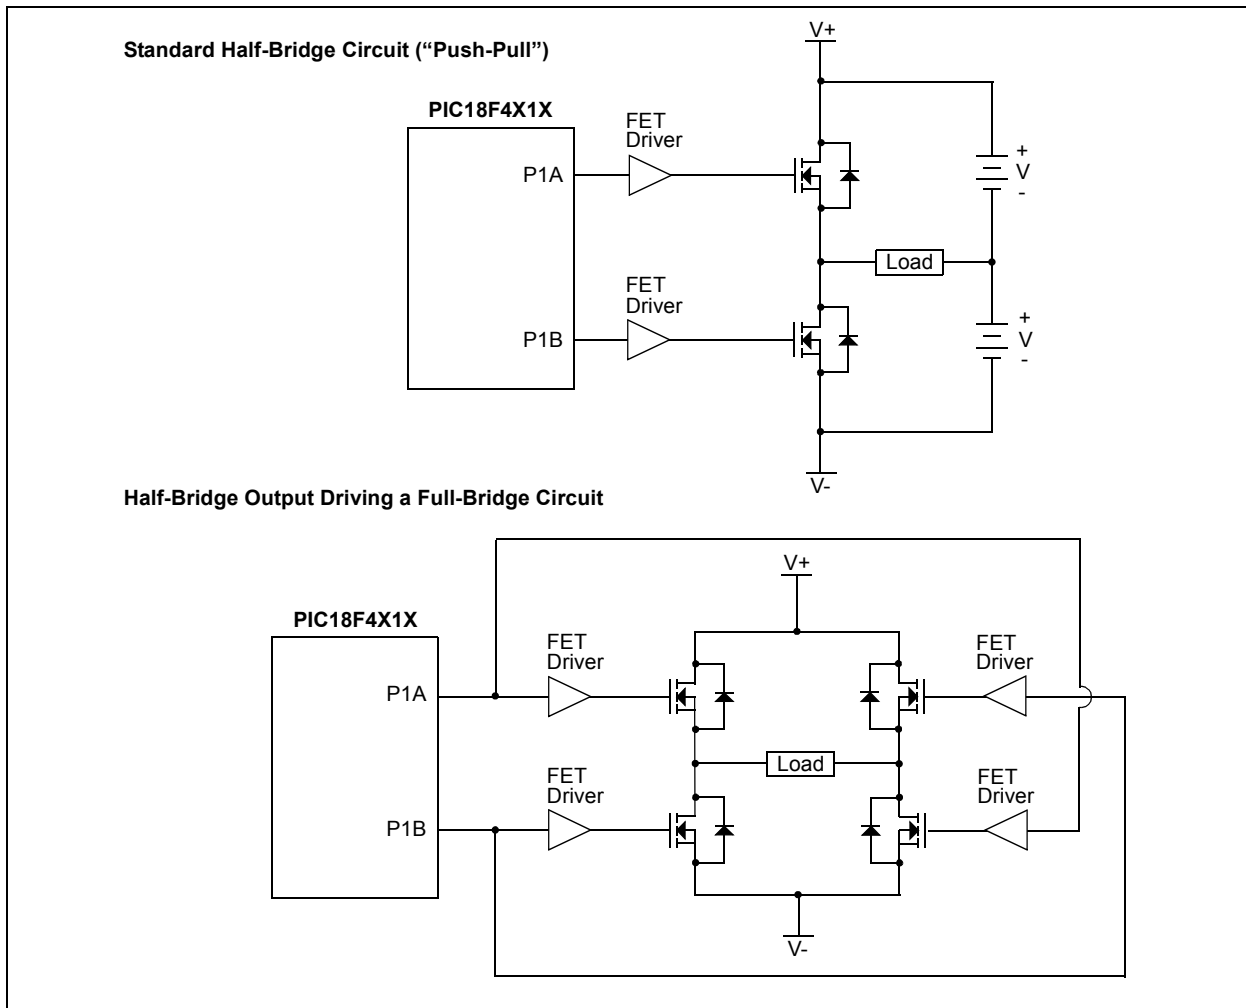 Standard Half-Bridge Circuit (“Push-Pull”)
V+
PIC18F4X1X
FET
Driver
P1A
+
V
-
Load
FET
Driver
P1B
+
V
-
V-
Half-Bridge Output Driving a Full-Bridge Circuit
V+
PIC18F4X1X
FET
Driver
FET
Driver
P1A
Load
FET
Driver
FET
Driver
P1B
V-